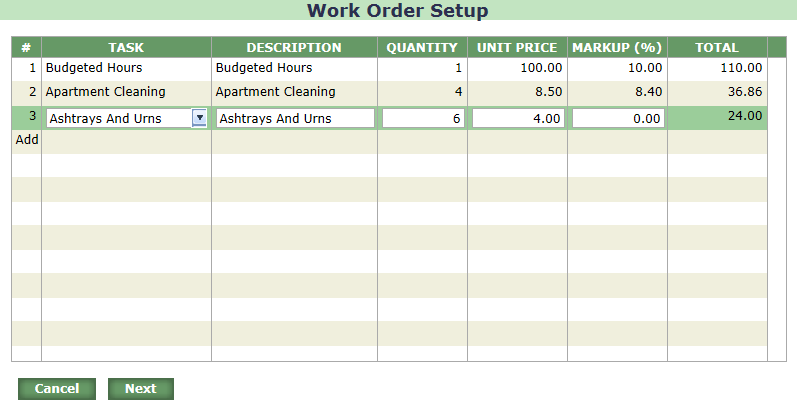 Work Order Setup
# TASK DESCRIPTION QUANTITY UNIT PRICE MARKUP (%) TOTAL
1 Budgeted Hours Budgeted Hours 1 100.00 10.00 110.00
2 Apartment Cleaning Apartment Cleaning 4 8.50 8.40 36.86
3 Ashtrays And Urns Ashtrays And Urns 6 4.00 0.00 24.00
Add
Cancel Next